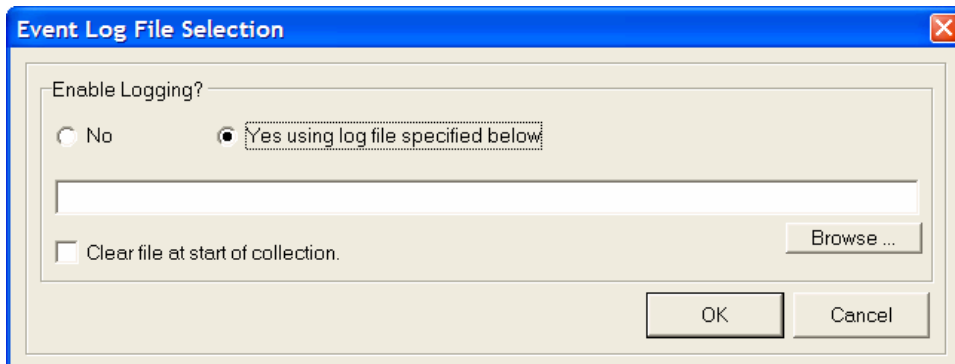 Event Log File Selection
Enable Logging?
No
Yes using log file specified below
Clear file at start of collection.
Browse ...
OK
Cancel